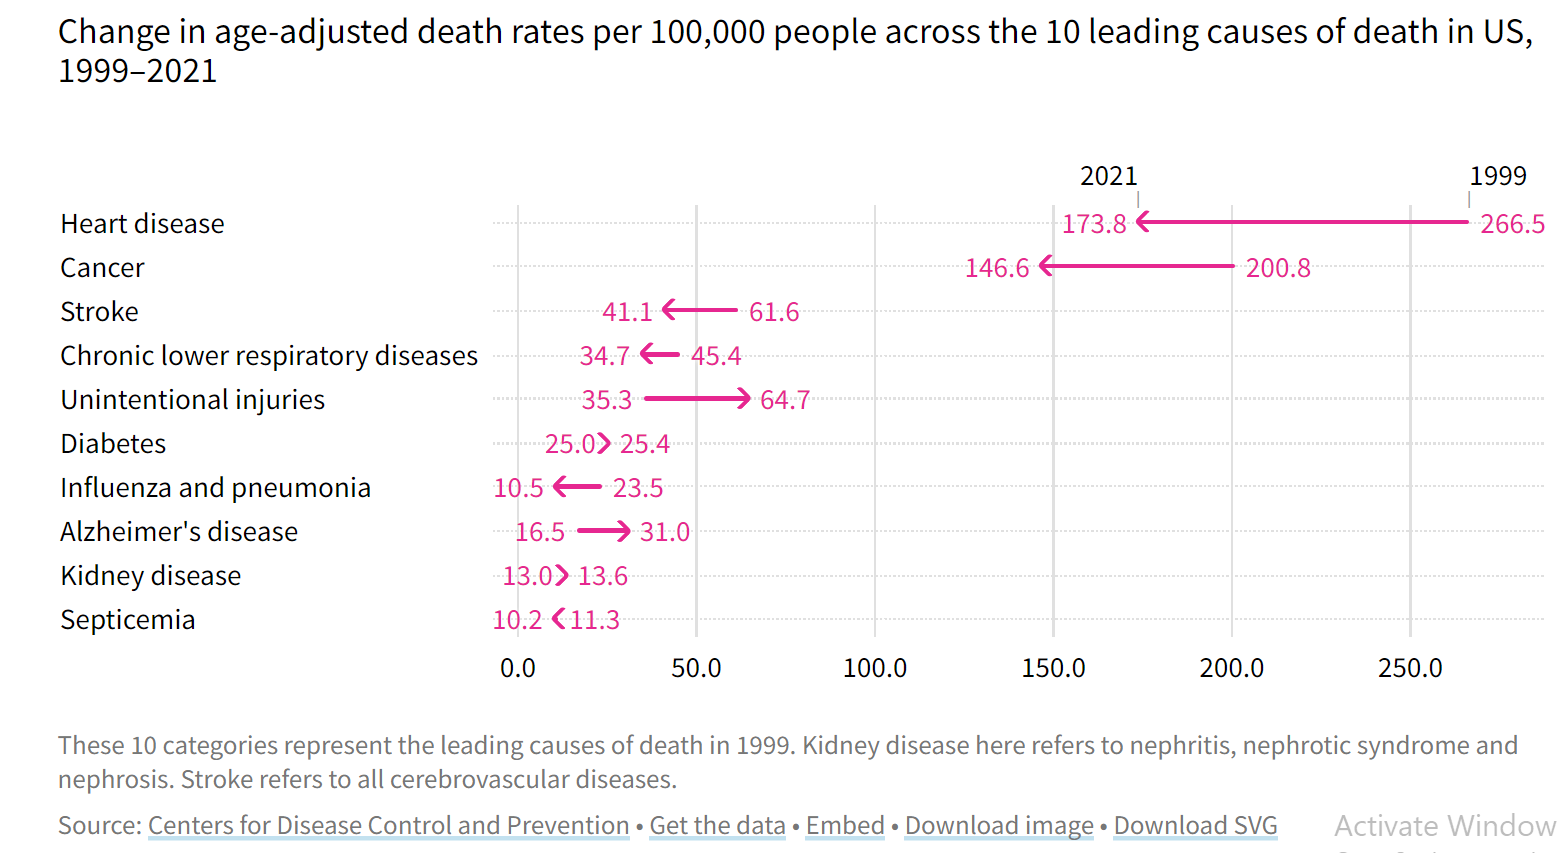 Change in age-adjusted death rates per 100,000 people across the 10 leading causes of death in US,
1999–2021
2021 1999
Heart disease 173.8 266.5
Cancer 146.6 200.8
Stroke 41.1 61.6
Chronic lower respiratory diseases 34.7 45.4
Unintentional injuries 35.3 64.7
Diabetes 25.0 25.4
Influenza and pneumonia 10.5 23.5
Alzheimer's disease 16.5 31.0
Kidney disease 13.0 13.6
Septicemia 10.2 11.3
0.0 50.0 100.0 150.0 200.0 250.0
These 10 categories represent the leading causes of death in 1999. Kidney disease here refers to nephritis, nephrotic syndrome and
nephrosis. Stroke refers to all cerebrovascular diseases.
Source: Centers for Disease Control and Prevention • Get the data • Embed • Download image • Download SVG
Activate Window